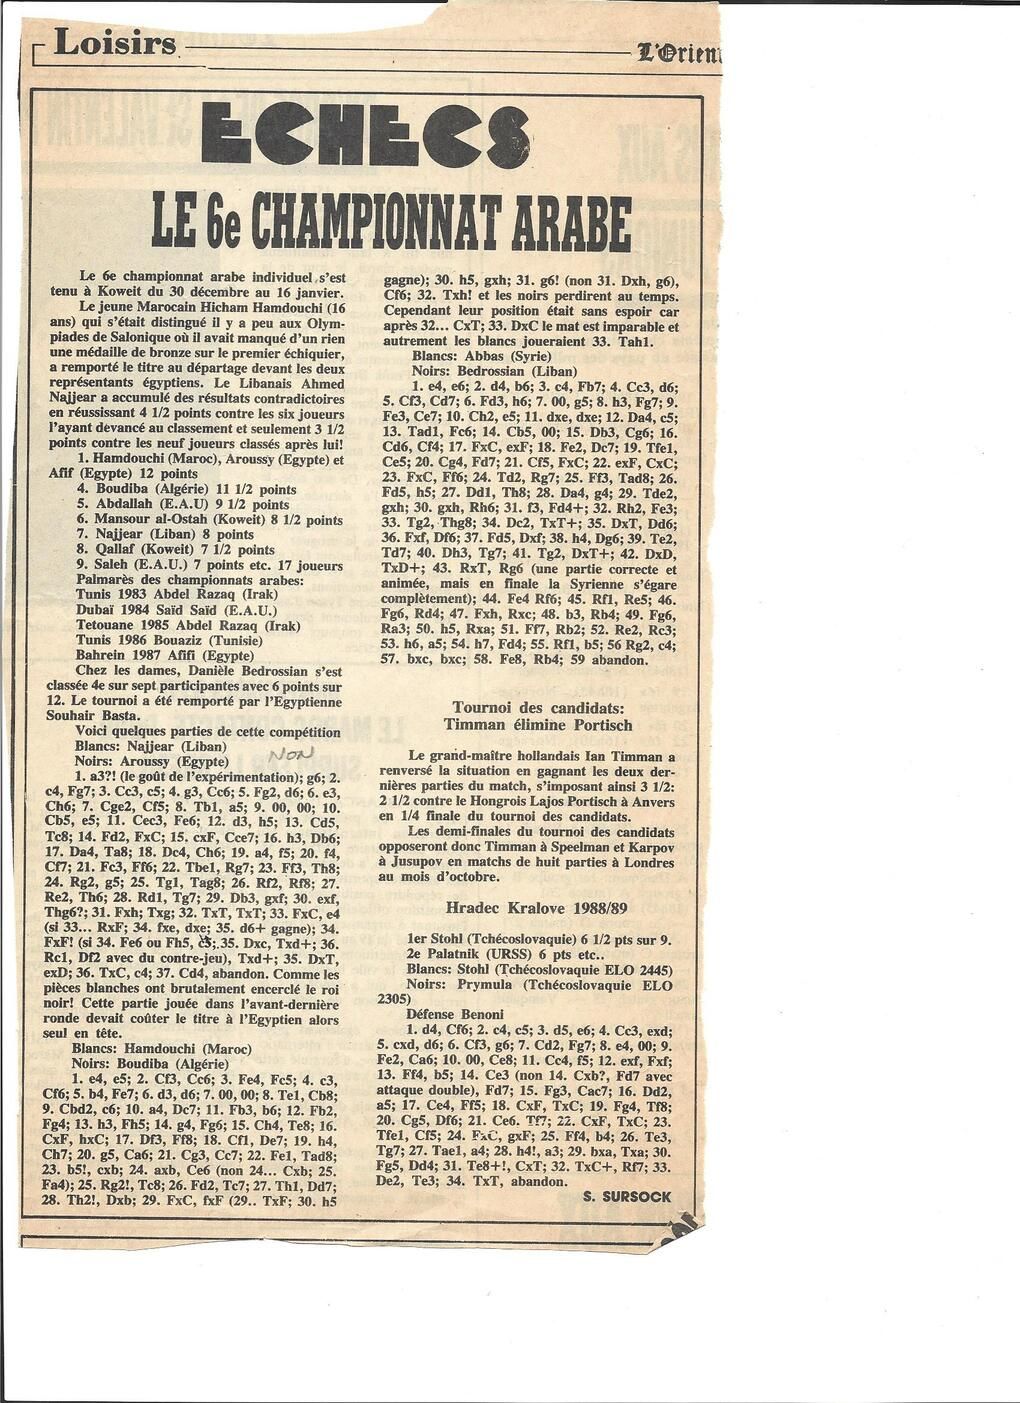 Loisirs
L'Orien
ECHECS
LE 6e CHAMPIONNAT ARABE
Le 6e championnat arabe individuel s'est
tenu à Koweit du 30 décembre au 16 janvier.
Le jeune Marocain Hicham Hamdouchi (16
ans) qui s'était distingué il y a peu aux Olym-
piades de Salonique où il avait manqué d'un rien
une médaille de bronze sur le premier échiquier,
a remporté le titre au départage devant les deux
représentants égyptiens. Le Libanais Ahmed
Najjear a accumulé des résultats contradictoires
en réussissant 4 1/2 points contre les six joueurs
l'ayant devancé au classement et seulement 3 1/2
points contre les neuf joueurs classés après lui!
1. Hamdouchi (Maroc), Aroussy (Egypte) et
Afif (Egypte) 12 points
4. Boudiba (Algérie) 11 1/2 points
5. Abdallah (E.A.U) 9 1/2 points
6. Mansour al-Ostah (Koweit) 8 1/2 points
7. Najjear (Liban) 8 points
8. Qallaf (Koweit) 7 1/2 points
9. Saleh (E.A.U.) 7 points etc. 17 joueurs
Palmarès des championnats arabes:
Tunis 1983 Abdel Razaq (Irak)
Dubaï 1984 Saïd Saïd (E.A.U.)
Tetouane 1985 Abdel Razaq (Irak)
Tunis 1986 Bouaziz (Tunisie)
Bahrein 1987 Afifi (Egypte)
Chez les dames, Danièle Bedrossian s'est
classée 4e sur sept participantes avec 6 points sur
12. Le tournoi a été remporté par l'Egyptienne
Souhair Basta.
Voici quelques parties de cette compétition
Blancs: Najjear (Liban)
Noirs: Aroussy (Egypte) NON
1. a3?! (le goût de l'expérimentation); g6; 2.
c4, Fg7; 3. Cc3, c5; 4. g3, Cc6; 5. Fg2, d6; 6. e3,
Ch6; 7. Cge2, Cf5; 8. Tb1, a5; 9. 00, 00; 10.
Cb5, e5; 11. Cec3, Fe6; 12. d3, h5; 13. Cd5,
Tc8; 14. Fd2, FxC; 15. cxF, Cce7; 16. h3, Db6;
17. Da4, Ta8; 18. Dc4, Ch6; 19. a4, f5; 20. f4,
Cf7; 21. Fc3, Ff6; 22. Tbe1, Rg7; 23. Ff3, Th8;
24. Rg2, g5; 25. Tg1, Tag8; 26. Rf2, Rf8; 27.
Re2, Th6; 28. Rd1, Tg7; 29. Db3, gxf; 30. exf,
Thg6?; 31. Fxh; Txg; 32. TxT, TxT; 33. FxC, e4
(si 33... RxF; 34. fxe, dxe; 35. d6+ gagne); 34.
FxF! (si 34. Fe6 ou Fh5, c5;.35. Dxc, Txd+; 36.
Rc1, Df2 avec du contre-jeu), Txd+; 35. DxT,
exD; 36. TxC, c4; 37. Cd4, abandon. Comme les
pièces blanches ont brutalement encerclé le roi
noir! Cette partie jouée dans l'avant-dernière
ronde devait coûter le titre à l'Egyptien alors
seul en tête.
Blancs: Hamdouchi (Maroc)
Noirs: Boudiba (Algérie)
1. e4, e5; 2. Cf3, Cc6; 3. Fe4, Fc5; 4. c3,
Cf6; 5. b4, Fe7; 6. d3, d6; 7. 00, 00; 8. Te1, Cb8;
9. Cbd2, c6; 10. a4, Dc7; 11. Fb3, b6; 12. Fb2,
Fg4; 13. h3, Fh5; 14. g4, Fg6; 15. Ch4, Te8; 16.
CxF, hxC; 17. Df3, Ff8; 18. Cf1, De7; 19. h4,
Ch7; 20. g5, Ca6; 21. Cg3, Cc7; 22. Fe1, Tad8;
23. b5!, cxb; 24. axb, Ce6 (non 24... Cxb; 25.
Fa4); 25. Rg2!, Tc8; 26. Fd2, Tc7; 27. Th1, Dd7;
28. Th2!, Dxb; 29. FxC, fxF (29.. TxF; 30. h5
gagne); 30. h5, gxh; 31. g6! (non 31. Dxh, g6),
Cf6; 32. Txh! et les noirs perdirent au temps.
Cependant leur position était sans espoir car
après 32... CxT; 33. DxC le mat est imparable et
autrement les blancs joueraient 33. Tah1.
Blancs: Abbas (Syrie)
Noirs: Bedrossian (Liban)
1. e4, e6; 2. d4, b6; 3. c4, Fb7; 4. Cc3, d6;
5. Cf3, Cd7; 6. Fd3, h6; 7. 00, g5; 8. h3, Fg7; 9.
Fe3, Ce7; 10. Ch2, e5; 11. dxe, dxe; 12. Da4, c5;
13. Tad1, Fc6; 14. Cb5, 00; 15. Db3, Cg6; 16.
Cd6, Cf4; 17. FxC, exF; 18. Fe2, Dc7; 19. Tfe1,
Ce5; 20. Cg4, Fd7; 21. Cf5, FxC; 22. exF, CxC;
23. FxC, Ff6; 24. Td2, Rg7; 25. Ff3, Tad8; 26.
Fd5, h5; 27. Dd1, Th8; 28. Da4, g4; 29. Tde2,
gxh; 30. gxh, Rh6; 31. f3, Fd4+; 32. Rh2, Fe3;
33. Tg2, Thg8; 34. Dc2, TxT+; 35. DxT, Dd6;
36. Fxf, Df6; 37. Fd5, Dxf; 38. h4, Dg6; 39. Te2,
Td7; 40. Dh3, Tg7; 41. Tg2, DxT+; 42. DxD,
TxD+; 43. RxT, Rg6 (une partie correcte et
animée, mais en finale la Syrienne s'égare
complètement); 44. Fe4 Rf6; 45. Rf1, Re5; 46.
Fg6, Rd4; 47. Fxh, Rxc; 48. b3, Rb4; 49. Fg6,
Ra3; 50. h5, Rxa; 51. Ff7, Rb2; 52. Re2, Rc3;
53. h6, a5; 54. h7, Fd4; 55. Rf1, b5; 56 Rg2, c4;
57. bxc, bxc; 58. Fe8, Rb4; 59 abandon.
Tournoi des candidats:
Timman élimine Portisch
Le grand-maître hollandais Ian Timman a
renversé la situation en gagnant les deux der-
nières parties du match, s'imposant ainsi 3 1/2:
2 1/2 contre le Hongrois Lajos Portisch à Anvers
en 1/4 finale du tournoi des candidats.
Les demi-finales du tournoi des candidats
opposeront donc Timman à Speelman et Karpov
à Jusupov en matchs de huit parties à Londres
au mois d'octobre.
Hradec Kralove 1988/89
1er Stohl (Tchécoslovaquie) 6 1/2 pts sur 9.
2e Palatnik (URSS) 6 pts etc..
Blancs: Stohl (Tchécoslovaquie ELO 2445)
Noirs: Prymula (Tchécoslovaquie ELO
2305)
Défense Benoni
1. d4, Cf6; 2. c4, c5; 3. d5, e6; 4. Cc3, exd;
5. cxd, d6; 6. Cf3, g6; 7. Cd2, Fg7; 8. e4, 00; 9.
Fe2, Ca6; 10. 00, Ce8; 11. Cc4, f5; 12. exf, Fxf;
13. Ff4, b5; 14. Ce3 (non 14. Cxb?, Fd7 avec
attaque double), Fd7; 15. Fg3, Cac7; 16. Dd2,
a5; 17. Ce4, Ff5; 18. CxF, TxC; 19. Fg4, Tf8;
20. Cg5, Df6; 21. Ce6. Tf7; 22. CxF, TxC; 23.
Tfe1, Cf5; 24. FxC, gxF; 25. Ff4, b4; 26. Te3,
Tg7; 27. Tae1, a4; 28. h4!, a3; 29. bxa, Txa; 30.
Fg5, Dd4; 31. Te8+!, CxT; 32. TxC+, Rf7; 33.
De2, Te3; 34. TxT, abandon.
S. SURSOCK